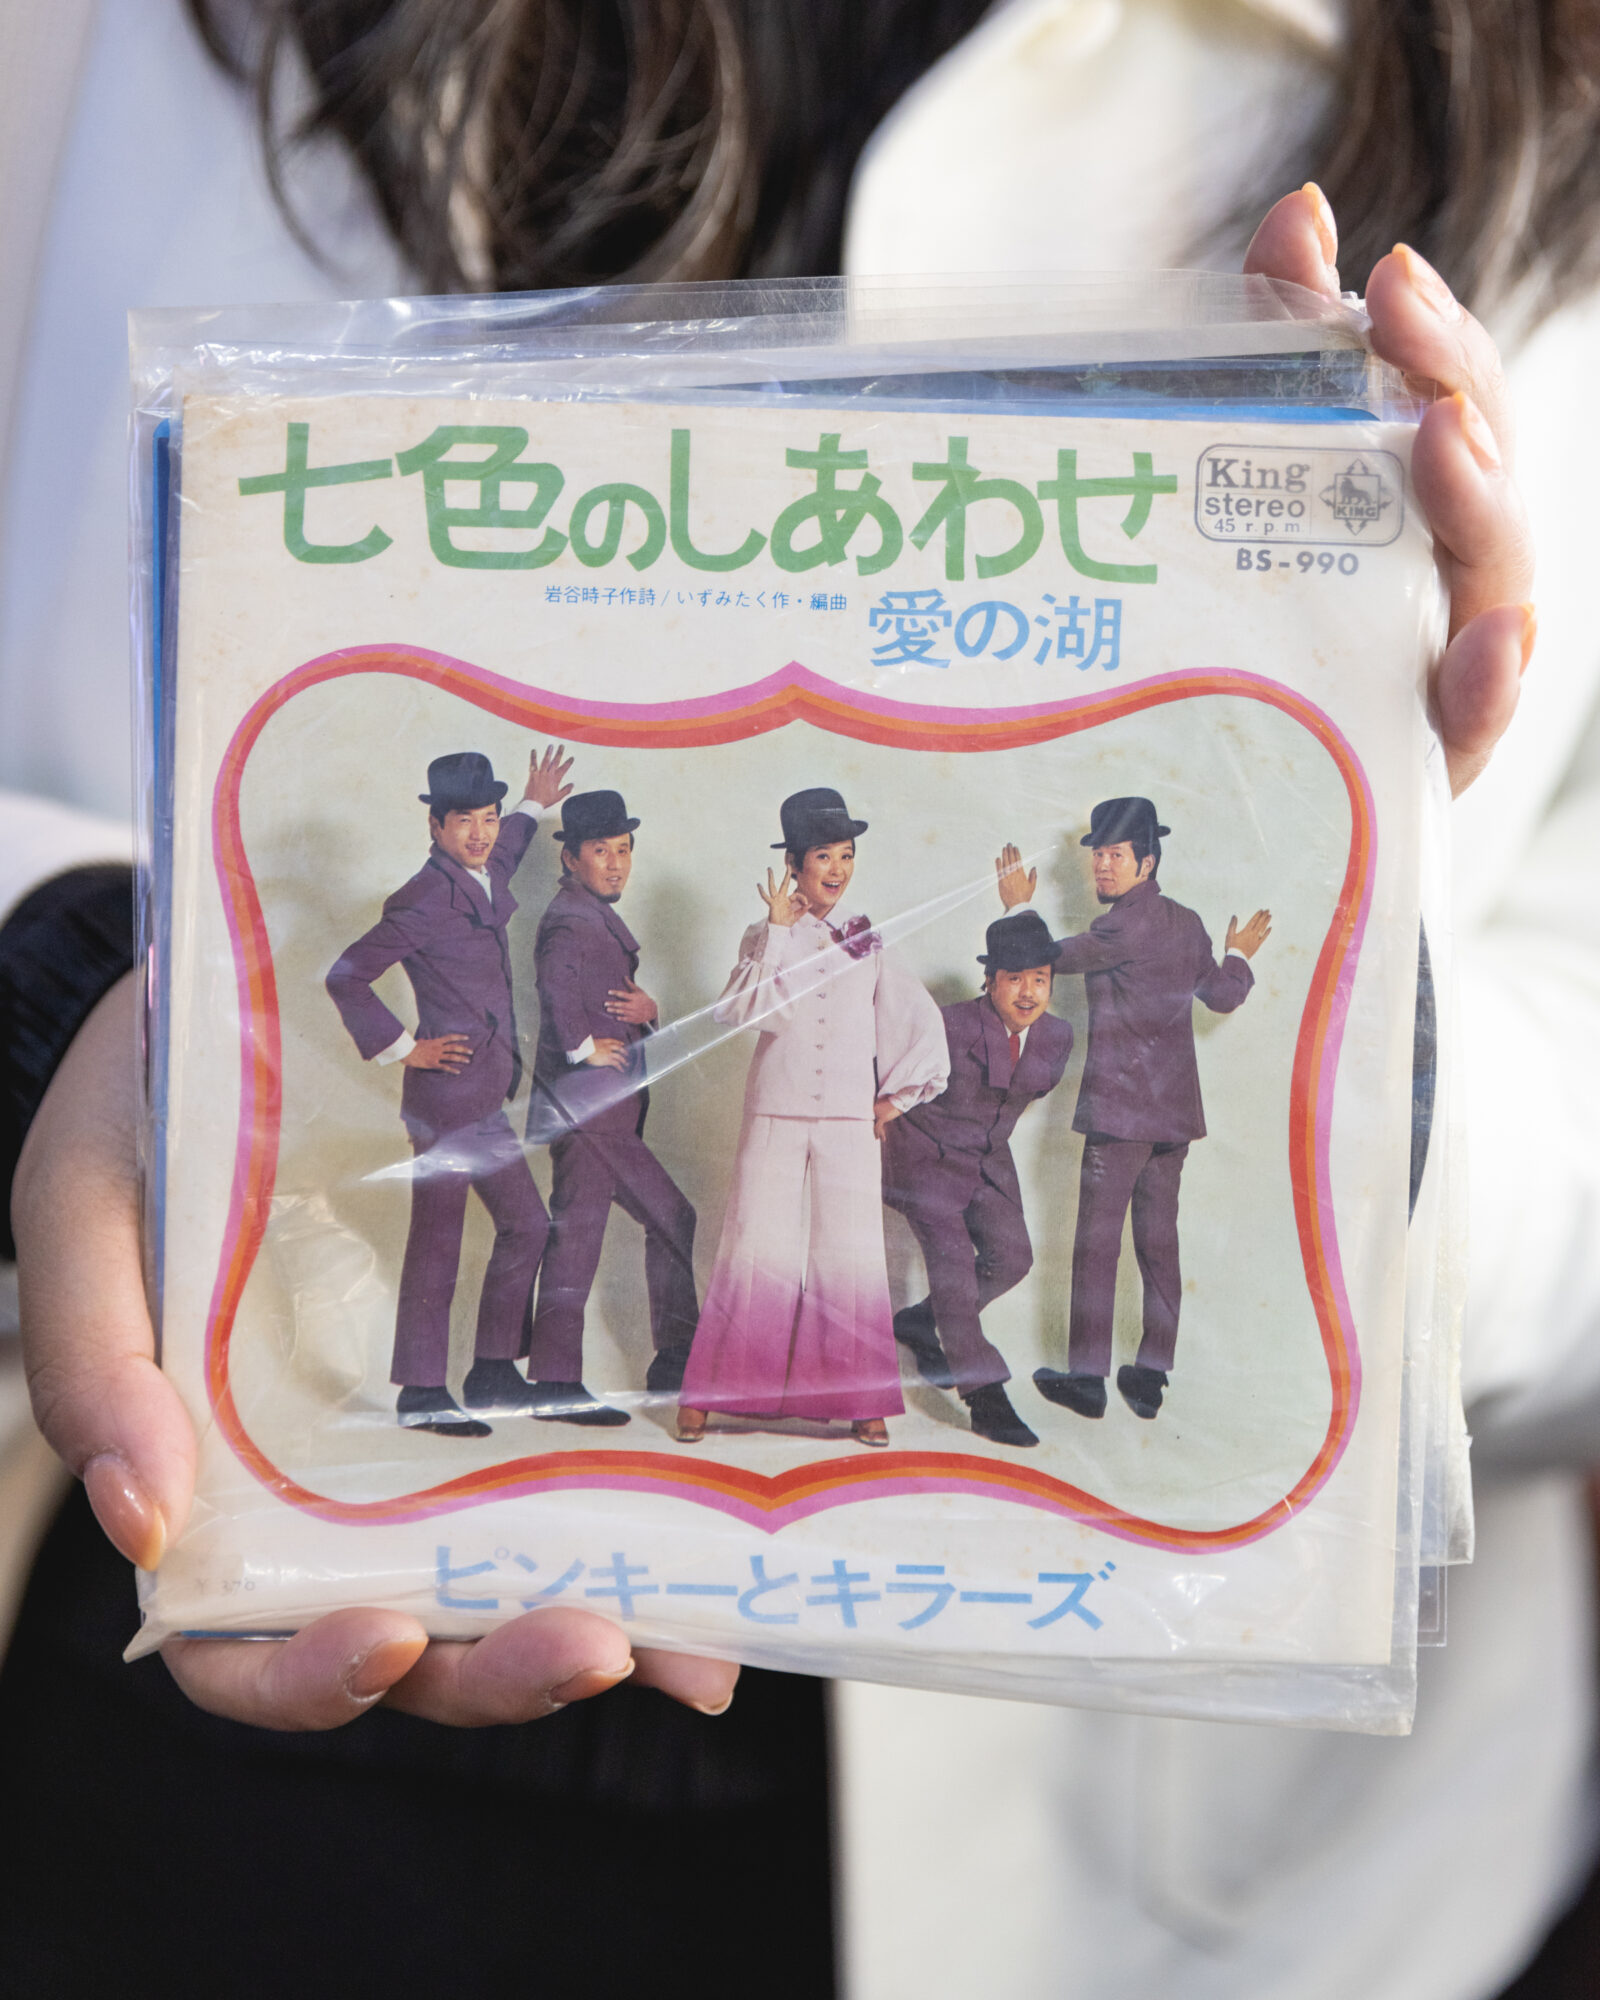 七色のしあわせ
King
stereo
45 r.p.m.
KING
BS-990
岩谷時子作詩/いずみたく作・編曲
愛の湖
ピンキーとキラーズ
¥370